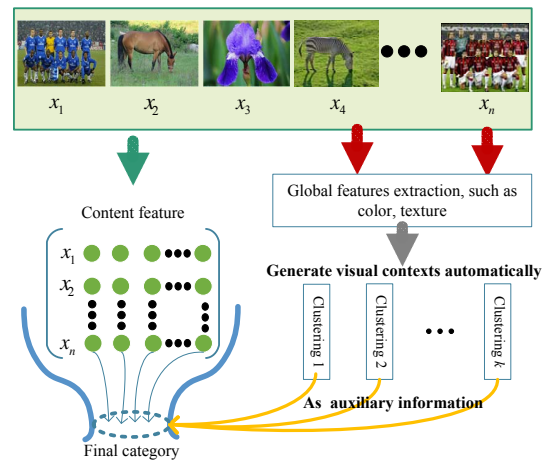 x1 x2 x3 x4 xn
Global features extraction, such as
color, texture
Content feature
Generate visual contexts automatically
x1
x2
xn
Clustering 1
Clustering 2
Clustering k
As auxiliary information
Final category